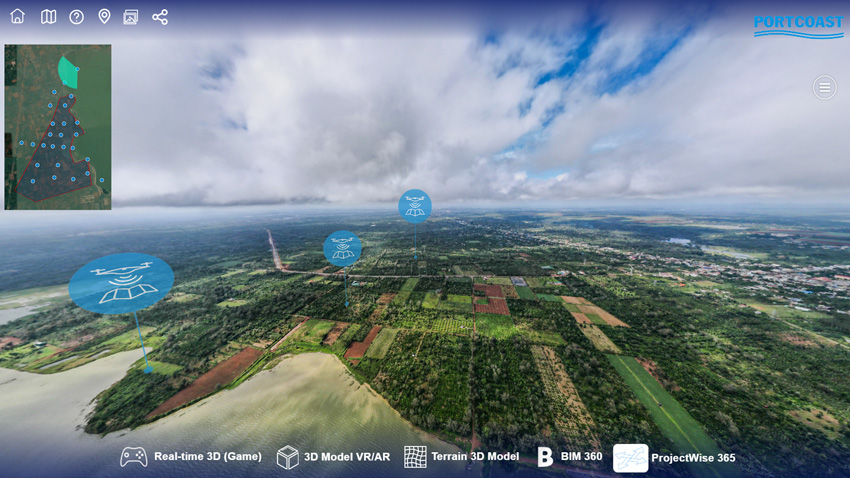 PORTCOAST
Real-time 3D (Game)
3D Model VR/AR
Terrain 3D Model
B BIM 360
ProjectWise 365